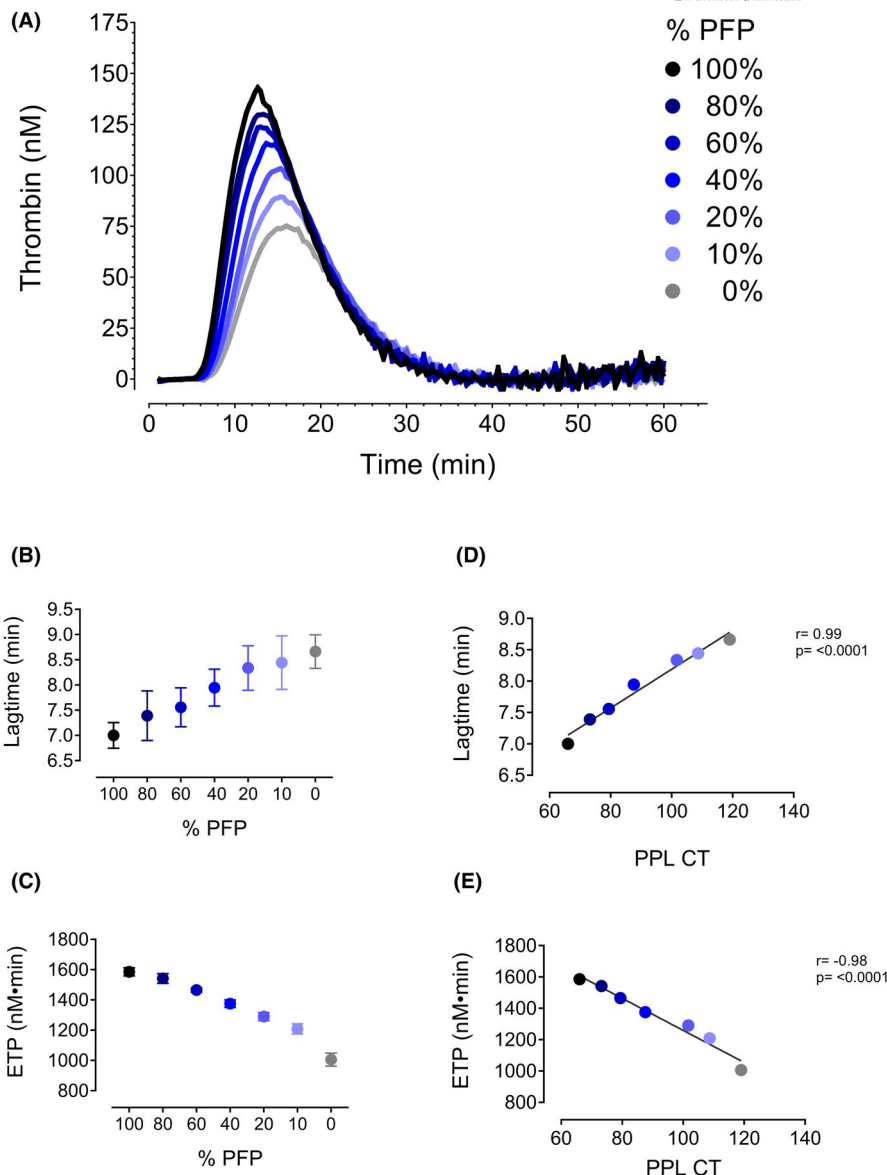 (A)
175
150
125
100
75
50
25
0
Thrombin (nM)
0 10 20 30 40 50 60
Time (min)
% PFP
100%
80%
60%
40%
20%
10%
0%
(B)
9.5
9.0
8.5
8.0
7.5
7.0
6.5
Lagtime (min)
100 80 60 40 20 10 0
% PFP
(D)
9.0
8.5
8.0
7.5
7.0
6.5
Lagtime (min)
60 80 100 120 140
PPL CT
r= 0.99
p= <0.0001
(C)
1800
1600
1400
1200
1000
800
ETP (nM•min)
100 80 60 40 20 10 0
% PFP
(E)
1800
1600
1400
1200
1000
800
ETP (nM•min)
60 80 100 120 140
PPL CT
r= -0.98
p= <0.0001